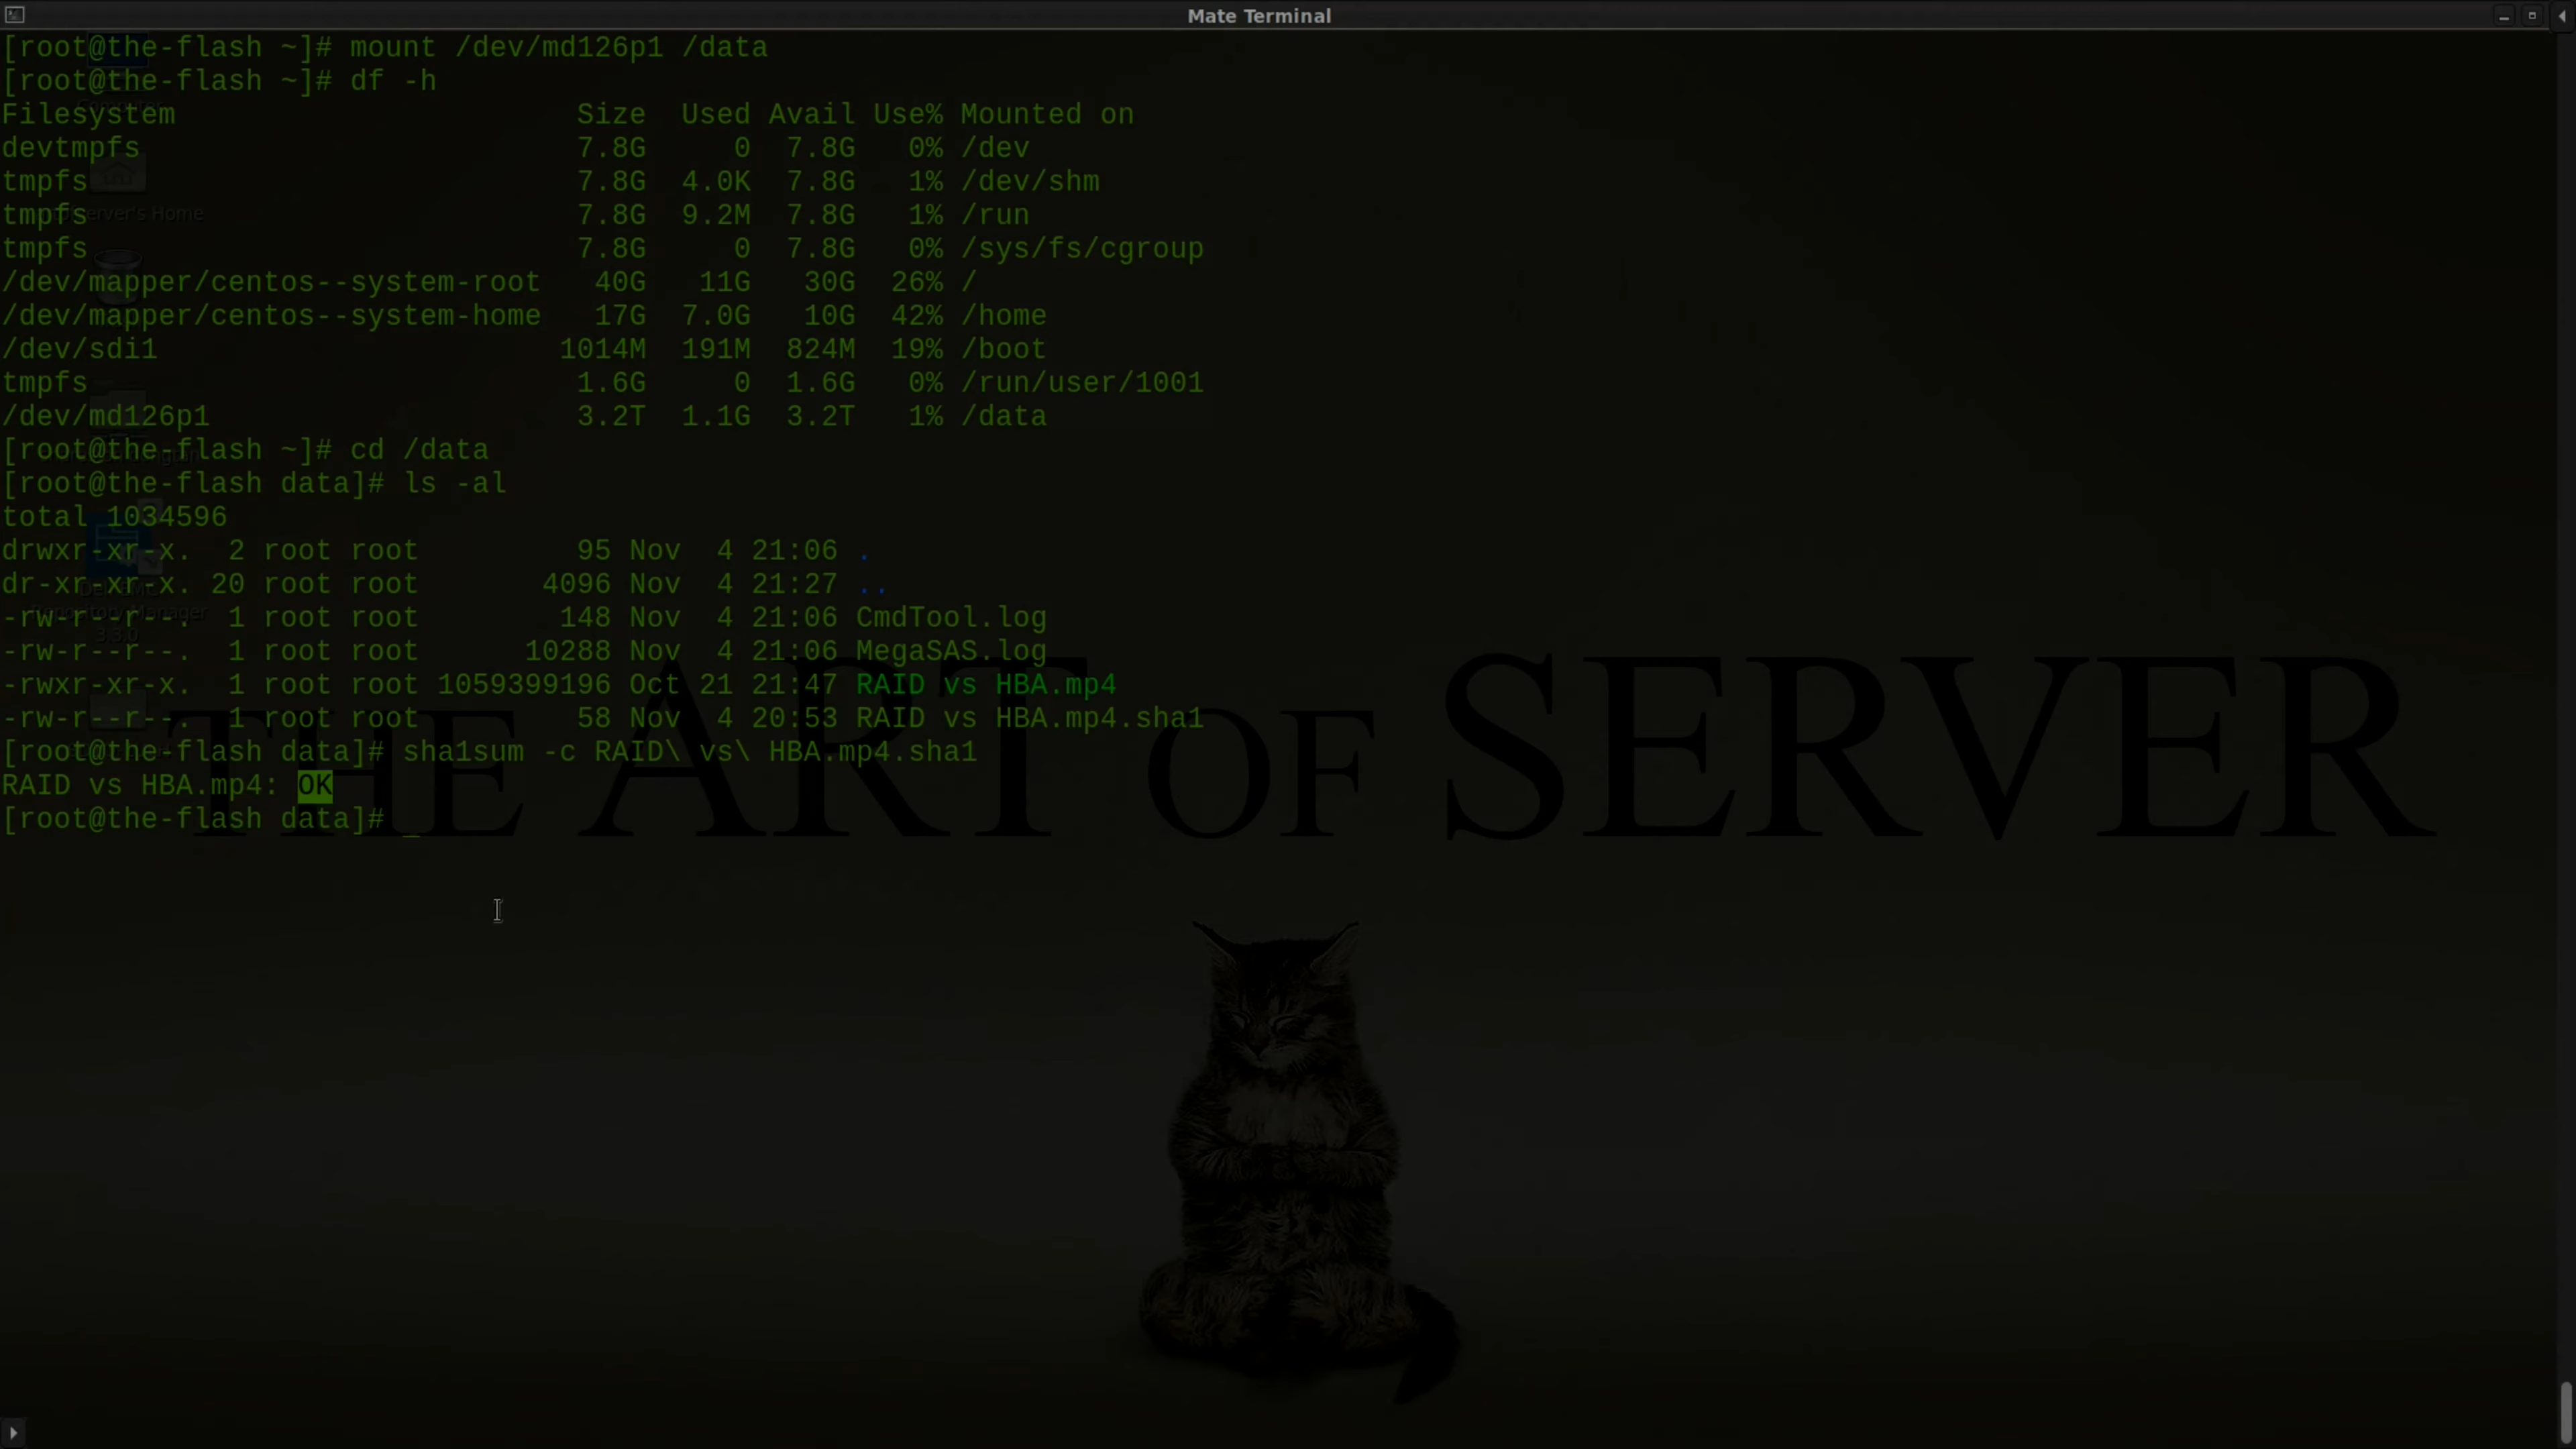 Mate Terminal
[root@the-flash ~]# mount /dev/md126p1 /data
[root@the-flash ~]# df -h
Filesystem                        Size  Used Avail Use% Mounted on
devtmpfs                          7.8G     0  7.8G   0% /dev
tmpfs                             7.8G  4.0K  7.8G   1% /dev/shm
tmpfs                             7.8G  9.2M  7.8G   1% /run
tmpfs                             7.8G     0  7.8G   0% /sys/fs/cgroup
/dev/mapper/centos--system-root   40G   11G   30G  26% /
/dev/mapper/centos--system-home   17G  7.0G   10G  42% /home
/dev/sdi1                       1014M  191M  824M  19% /boot
tmpfs                            1.6G     0  1.6G   0% /run/user/1001
/dev/md126p1                     3.2T  1.1G  3.2T   1% /data
[root@the-flash ~]# cd /data
[root@the-flash data]# ls -al
total 1034596
drwxr-xr-x.  2 root root         95 Nov  4 21:06 .
dr-xr-xr-x. 20 root root       4096 Nov  4 21:27 ..
-rw-r--r--.  1 root root        148 Nov  4 21:06 CmdTool.log
-rw-r--r--.  1 root root      10288 Nov  4 21:06 MegaSAS.log
-rwxr-xr-x.  1 root root 1059399196 Oct 21 21:47 RAID vs HBA.mp4
-rw-r--r--.  1 root root         58 Nov  4 20:53 RAID vs HBA.mp4.sha1
[root@the-flash data]# sha1sum -c RAID\ vs\ HBA.mp4.sha1
RAID vs HBA.mp4: OK
[root@the-flash data]# _
THE ART OF SERVER
Computer
server's Home
Repository Manager
3.3.0